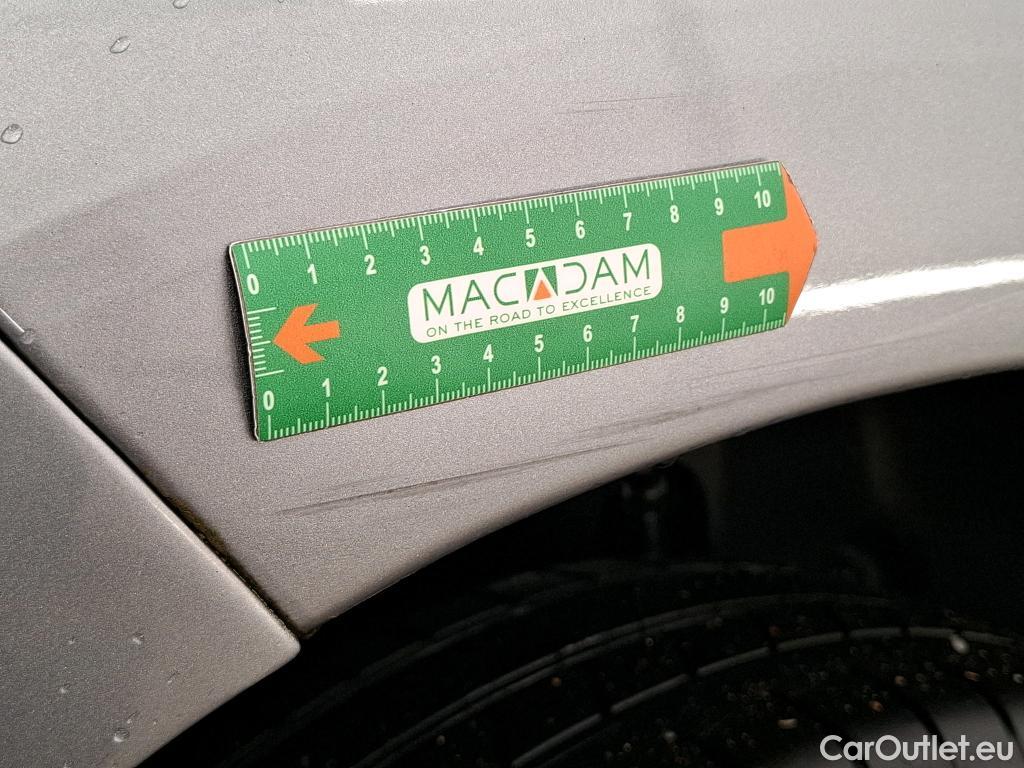 0 1 2 3 4 5 6 7 8 9 10
MACADAM
ON THE ROAD TO EXCELLENCE
0 1 2 3 4 5 6 7 8 9 10
CarOutlet.eu